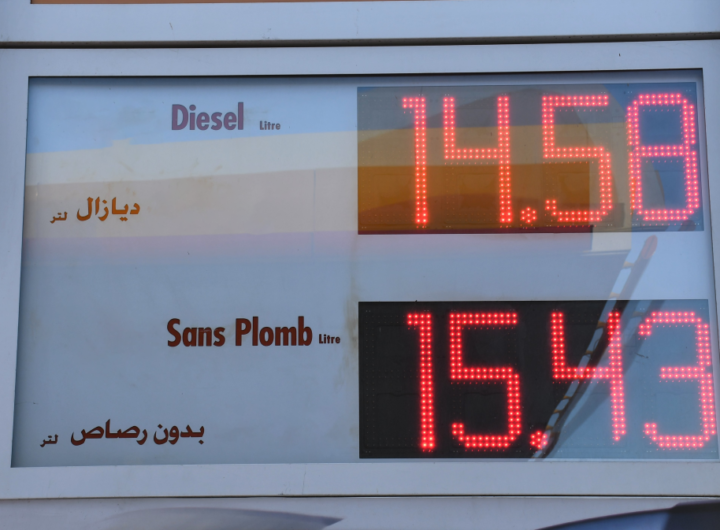 Diesel Litre 14.58
ديازال لتر
Sans Plomb Litre 15.43
بدون رصاص لتر